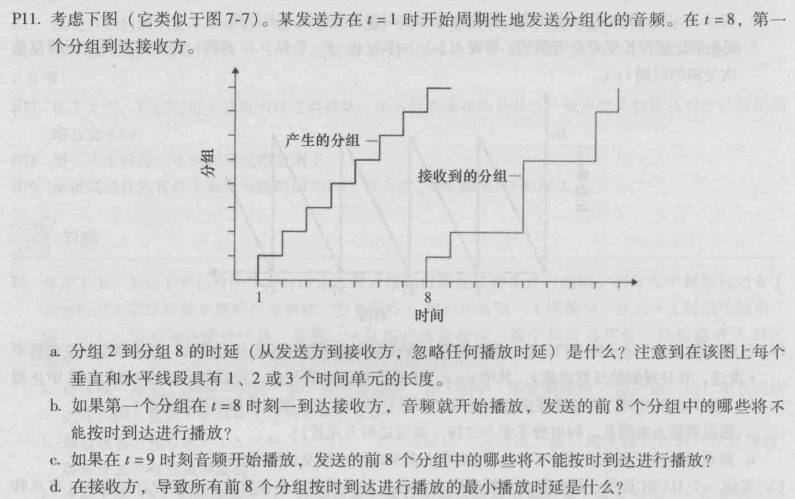 P11. 考虑下图（它类似于图7-7）。某发送方在 t=1 时开始周期性地发送分组化的音频。在 t=8，第一
个分组到达接收方。
产生的分组
接收到的分组
分组
1
8
时间
a. 分组 2 到分组 8 的时延（从发送方到接收方，忽略任何播放时延）是什么？注意到在该图上每个
垂直和水平线段具有 1、2 或 3 个时间单元的长度。
b. 如果第一个分组在 t=8 时刻一到达接收方，音频就开始播放，发送的前 8 个分组中的哪些将不
能按时到达进行播放？
c. 如果在 t=9 时刻音频开始播放，发送的前 8 个分组中的哪些将不能按时到达进行播放？
d. 在接收方，导致所有前 8 个分组按时到达进行播放的最小播放时延是什么？